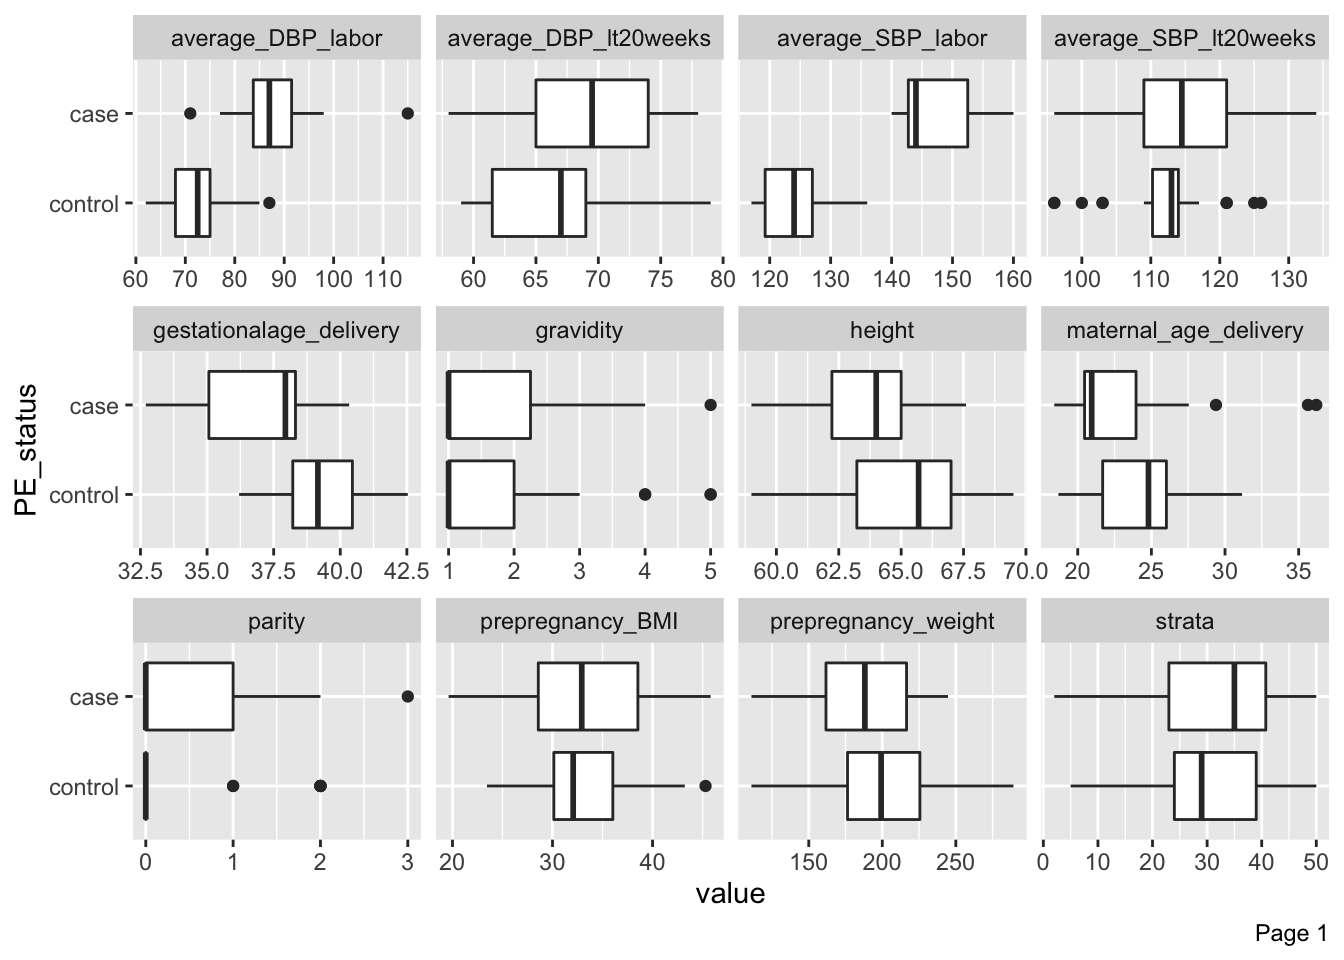 average_DBP_labor average_DBP_lt20weeks average_SBP_labor average_SBP_lt20weeks
case
control
60 70 80 90 100 110 60 65 70 75 80 120 130 140 150 160 100 110 120 130
gestationalage_delivery gravidity height maternal_age_delivery
case
control
32.5 35.0 37.5 40.0 42.5 1 2 3 4 5 60.0 62.5 65.0 67.5 70.0 20 25 30 35
parity prepregnancy_BMI prepregnancy_weight strata
case
control
0 1 2 3 20 30 40 150 200 250 0 10 20 30 40 50
PE_status
value
Page 1